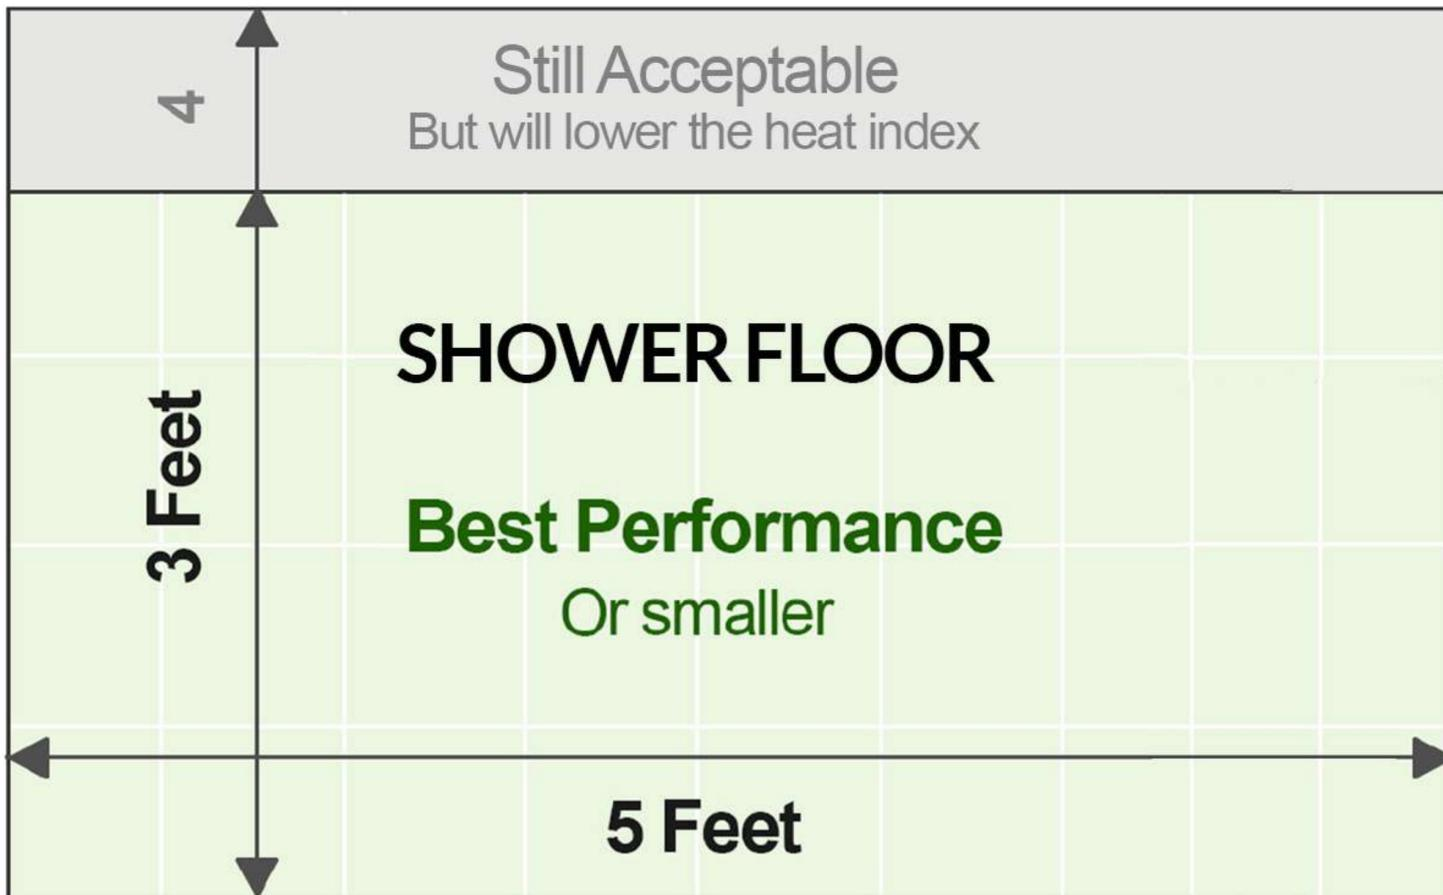 4
Still Acceptable
But will lower the heat index
SHOWER FLOOR
3 Feet
Best Performance
Or smaller
5 Feet